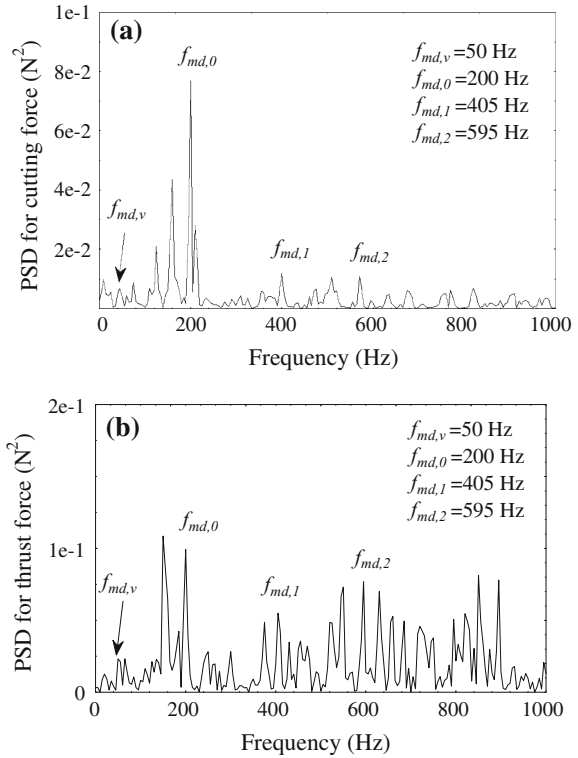 (a)
1e-1
8e-2
6e-2
4e-2
2e-2
PSD for cutting force (N²)
f_md,v
f_md,0
f_md,1
f_md,2
f_md,v=50 Hz
f_md,0=200 Hz
f_md,1=405 Hz
f_md,2=595 Hz
0 200 400 600 800 1000
Frequency (Hz)
(b)
2e-1
1e-1
0
PSD for thrust force (N²)
f_md,v
f_md,0
f_md,1
f_md,2
f_md,v=50 Hz
f_md,0=200 Hz
f_md,1=405 Hz
f_md,2=595 Hz
0 200 400 600 800 1000
Frequency (Hz)